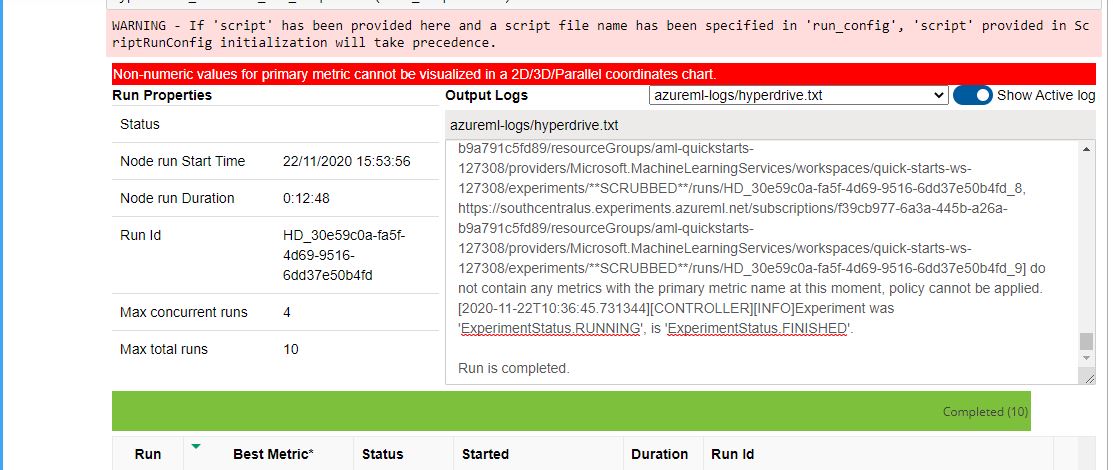 WARNING - If 'script' has been provided here and a script file name has been specified in 'run_config', 'script' provided in Sc
riptRunConfig initialization will take precedence.
Non-numeric values for primary metric cannot be visualized in a 2D/3D/Parallel coordinates chart.
Run Properties
Status
Node run Start Time 22/11/2020 15:53:56
Node run Duration 0:12:48
Run Id HD_30e59c0a-fa5f-
4d69-9516-
6dd37e50b4fd
Max concurrent runs 4
Max total runs 10
Output Logs azureml-logs/hyperdrive.txt Show Active log
azureml-logs/hyperdrive.txt
b9a791c5fd89/resourceGroups/aml-quickstarts-
127308/providers/Microsoft.MachineLearningServices/workspaces/quick-starts-ws-
127308/experiments/**SCRUBBED**/runs/HD_30e59c0a-fa5f-4d69-9516-6dd37e50b4fd_8,
https://southcentralus.experiments.azureml.net/subscriptions/f39cb977-6a3a-445b-a26a-
b9a791c5fd89/resourceGroups/aml-quickstarts-
127308/providers/Microsoft.MachineLearningServices/workspaces/quick-starts-ws-
127308/experiments/**SCRUBBED**/runs/HD_30e59c0a-fa5f-4d69-9516-6dd37e50b4fd_9] do
not contain any metrics with the primary metric name at this moment, policy cannot be applied.
[2020-11-22T10:36:45.731344][CONTROLLER][INFO]Experiment was
'ExperimentStatus.RUNNING', is 'ExperimentStatus.FINISHED'.
Run is completed.
Completed (10)
Run Best Metric* Status Started Duration Run Id